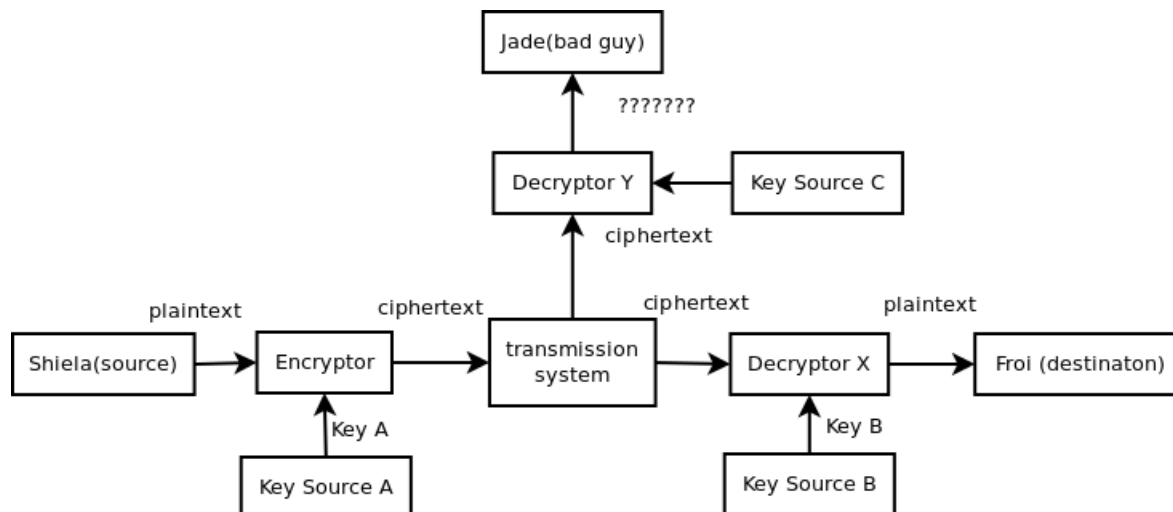 Jade(bad guy)
???????
Decryptor Y
Key Source C
ciphertext
plaintext
ciphertext
ciphertext
plaintext
Shiela(source)
Encryptor
transmission
system
Decryptor X
Froi (destinaton)
Key A
Key B
Key Source A
Key Source B